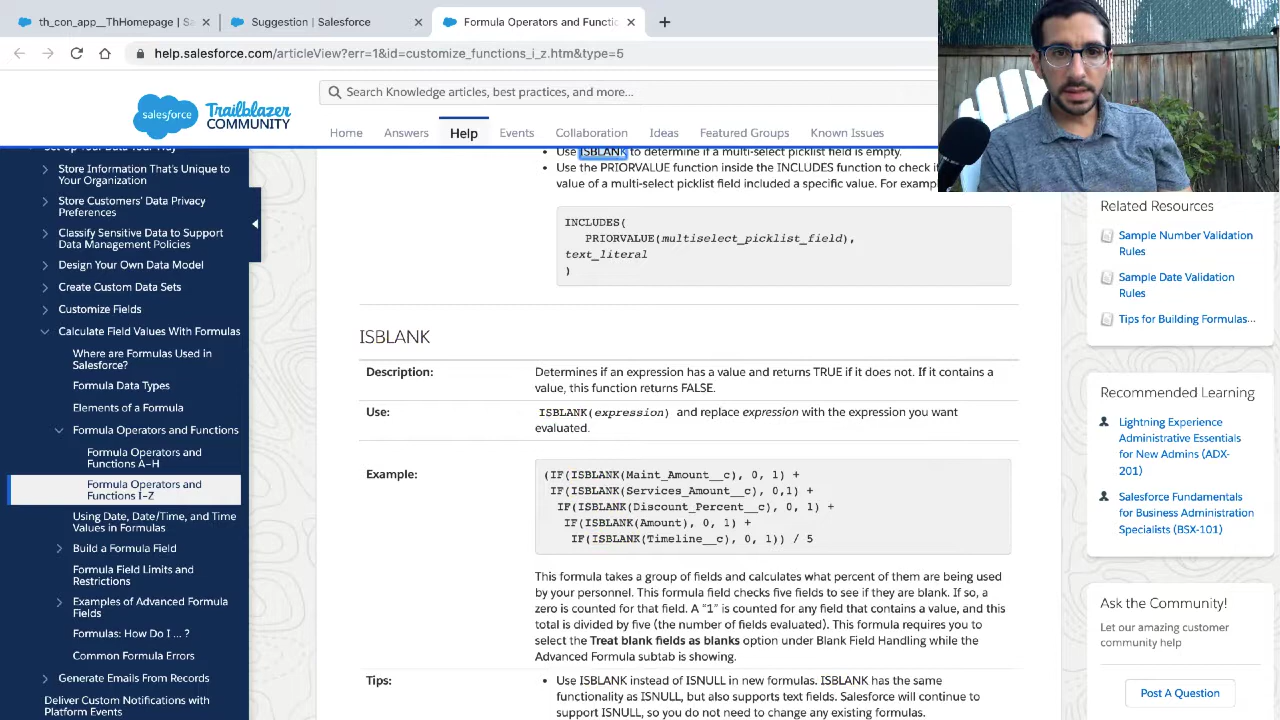 th_con_app__ThHomepage | Sa
Suggestion | Salesforce
Formula Operators and Functio
help.salesforce.com/articleView?err=1&id=customize_functions_i_z.htm&type=5
salesforce
Trailblazer
COMMUNITY
Search Knowledge articles, best practices, and more...
Home
Answers
Help
Events
Collaboration
Ideas
Featured Groups
Known Issues
Set Up Your Data Your Way
Store Information That's Unique to
Your Organization
Store Customers' Data Privacy
Preferences
Classify Sensitive Data to Support
Data Management Policies
Design Your Own Data Model
Create Custom Data Sets
Customize Fields
Calculate Field Values With Formulas
Where are Formulas Used in
Salesforce?
Formula Data Types
Elements of a Formula
Formula Operators and Functions
Formula Operators and
Functions A–H
Formula Operators and
Functions I–Z
Using Date, Date/Time, and Time
Values in Formulas
Build a Formula Field
Formula Field Limits and
Restrictions
Examples of Advanced Formula
Fields
Formulas: How Do I ... ?
Common Formula Errors
Generate Emails From Records
Deliver Custom Notifications with
Platform Events
• Use ISBLANK to determine if a multi-select picklist field is empty.
• Use the PRIORVALUE function inside the INCLUDES function to check i
value of a multi-select picklist field included a specific value. For examp
INCLUDES(
PRIORVALUE(multiselect_picklist_field),
text_literal
)
ISBLANK
Description:
Determines if an expression has a value and returns TRUE if it does not. If it contains a
value, this function returns FALSE.
Use:
ISBLANK(expression) and replace expression with the expression you want
evaluated.
Example:
(IF(ISBLANK(Maint_Amount__c), 0, 1) +
IF(ISBLANK(Services_Amount__c), 0,1) +
IF(ISBLANK(Discount_Percent__c), 0, 1) +
IF(ISBLANK(Amount), 0, 1) +
IF(ISBLANK(Timeline__c), 0, 1)) / 5
This formula takes a group of fields and calculates what percent of them are being used
by your personnel. This formula field checks five fields to see if they are blank. If so, a
zero is counted for that field. A “1” is counted for any field that contains a value, and this
total is divided by five (the number of fields evaluated). This formula requires you to
select the Treat blank fields as blanks option under Blank Field Handling while the
Advanced Formula subtab is showing.
Tips:
• Use ISBLANK instead of ISNULL in new formulas. ISBLANK has the same
functionality as ISNULL, but also supports text fields. Salesforce will continue to
support ISNULL, so you do not need to change any existing formulas.
Related Resources
Sample Number Validation
Rules
Sample Date Validation
Rules
Tips for Building Formulas...
Recommended Learning
Lightning Experience
Administrative Essentials
for New Admins (ADX-
201)
Salesforce Fundamentals
for Business Administration
Specialists (BSX-101)
Ask the Community!
Let our amazing customer
community help
Post A Question